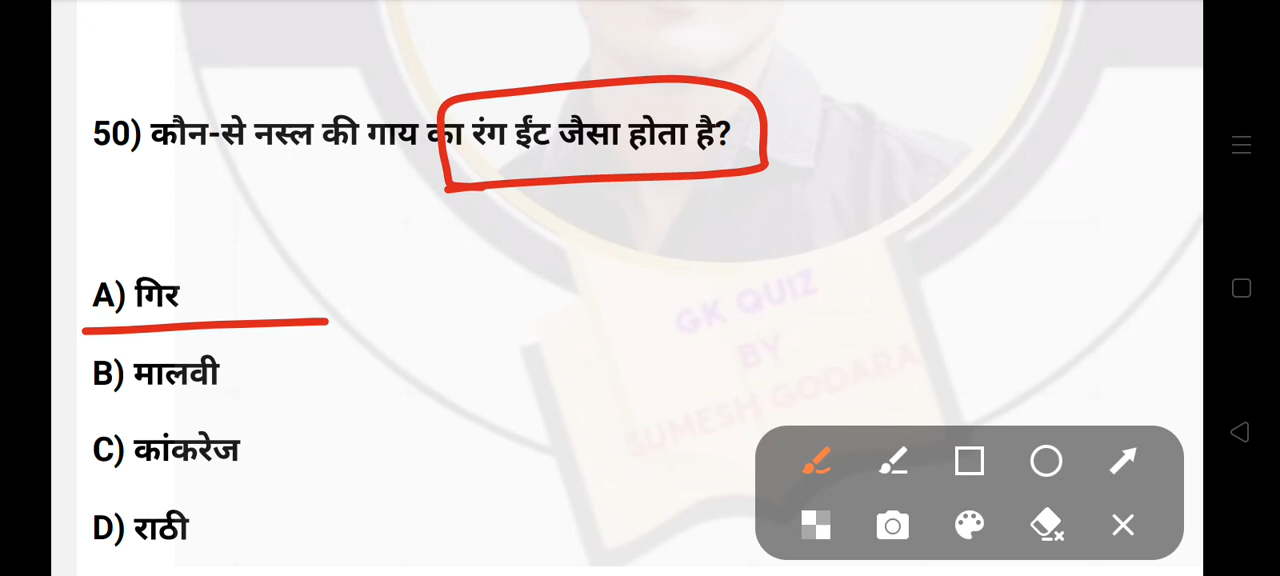 50) कौन-से नस्ल की गाय का रंग ईंट जैसा होता है?
A) गिर
B) मालवी
C) कांकरेज
D) राठी
GK QUIZ
BY
SUMESH GODARA